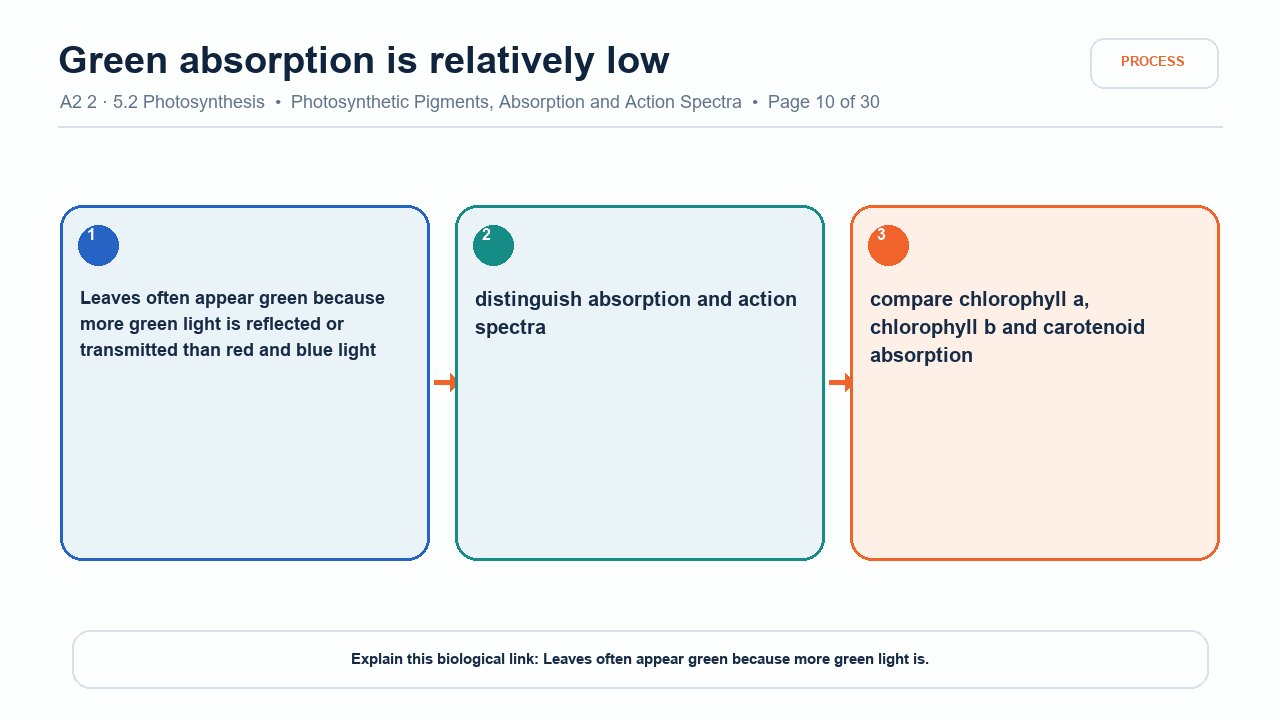 Green absorption is relatively low
PROCESS
A2 2 · 5.2 Photosynthesis • Photosynthetic Pigments, Absorption and Action Spectra • Page 10 of 30
1
Leaves often appear green because
more green light is reflected or
transmitted than red and blue light
2
distinguish absorption and action
spectra
3
compare chlorophyll a,
chlorophyll b and carotenoid
absorption
Explain this biological link: Leaves often appear green because more green light is.